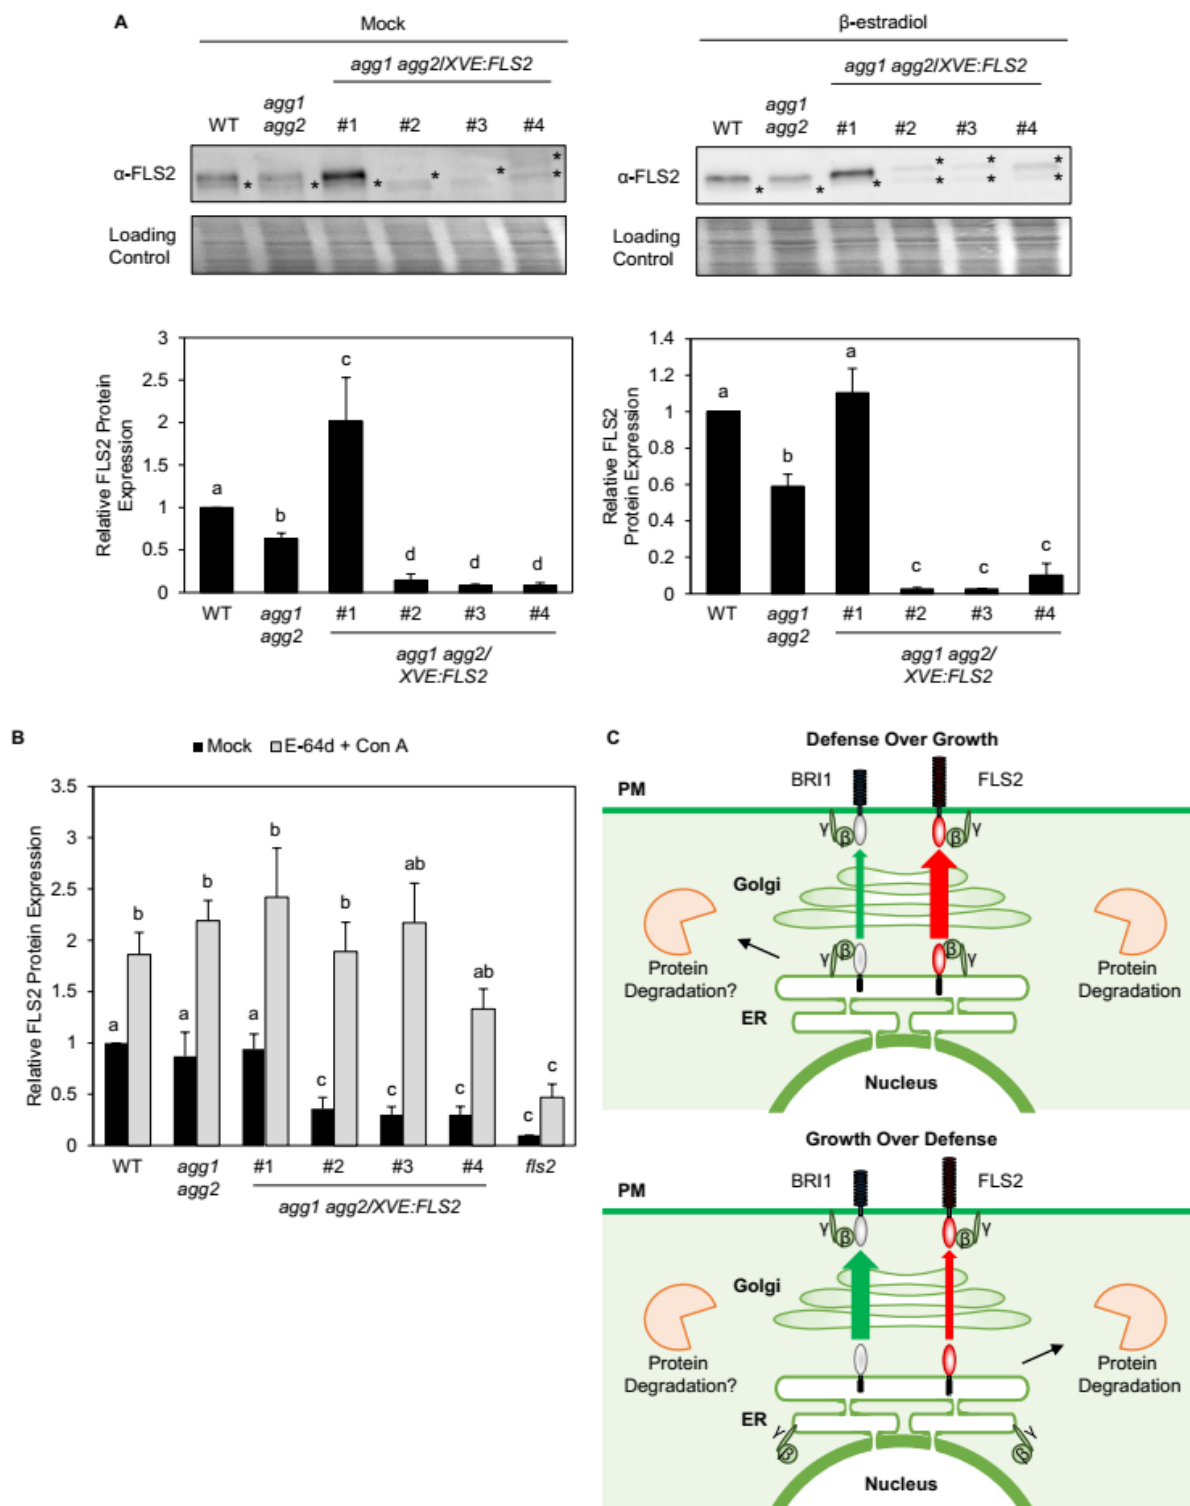 A
Mock
agg1 agg2/XVE:FLS2
agg1
agg2
WT #1 #2 #3 #4
α-FLS2
* * * * * *
Loading
Control
β-estradiol
agg1 agg2/XVE:FLS2
agg1
agg2
WT #1 #2 #3 #4
α-FLS2
* * * * * * * * *
Loading
Control
Relative FLS2 Protein
Expression
3
2.5
2
1.5
1
0.5
0
a b c d d d
WT agg1 #1 #2 #3 #4
agg2
agg1 agg2/
XVE:FLS2
Relative FLS2
Protein Expression
1.4
1.2
1
0.8
0.6
0.4
0.2
0
a b a c c c
WT agg1 #1 #2 #3 #4
agg2
agg1 agg2/
XVE:FLS2
B
Mock E-64d + Con A
Relative FLS2 Protein Expression
3.5
3
2.5
2
1.5
1
0.5
0
a b a b a b c b c ab c ab c c
WT agg1 #1 #2 #3 #4 fls2
agg2
agg1 agg2/XVE:FLS2
C
Defense Over Growth
BRI1 FLS2
PM
γ β β γ
Golgi
γ β β γ
Protein
Degradation?
Protein
Degradation
ER
Nucleus
Growth Over Defense
BRI1 FLS2
PM
γ β β γ
Golgi
Protein
Degradation?
Protein
Degradation
ER
γ β β γ
Nucleus